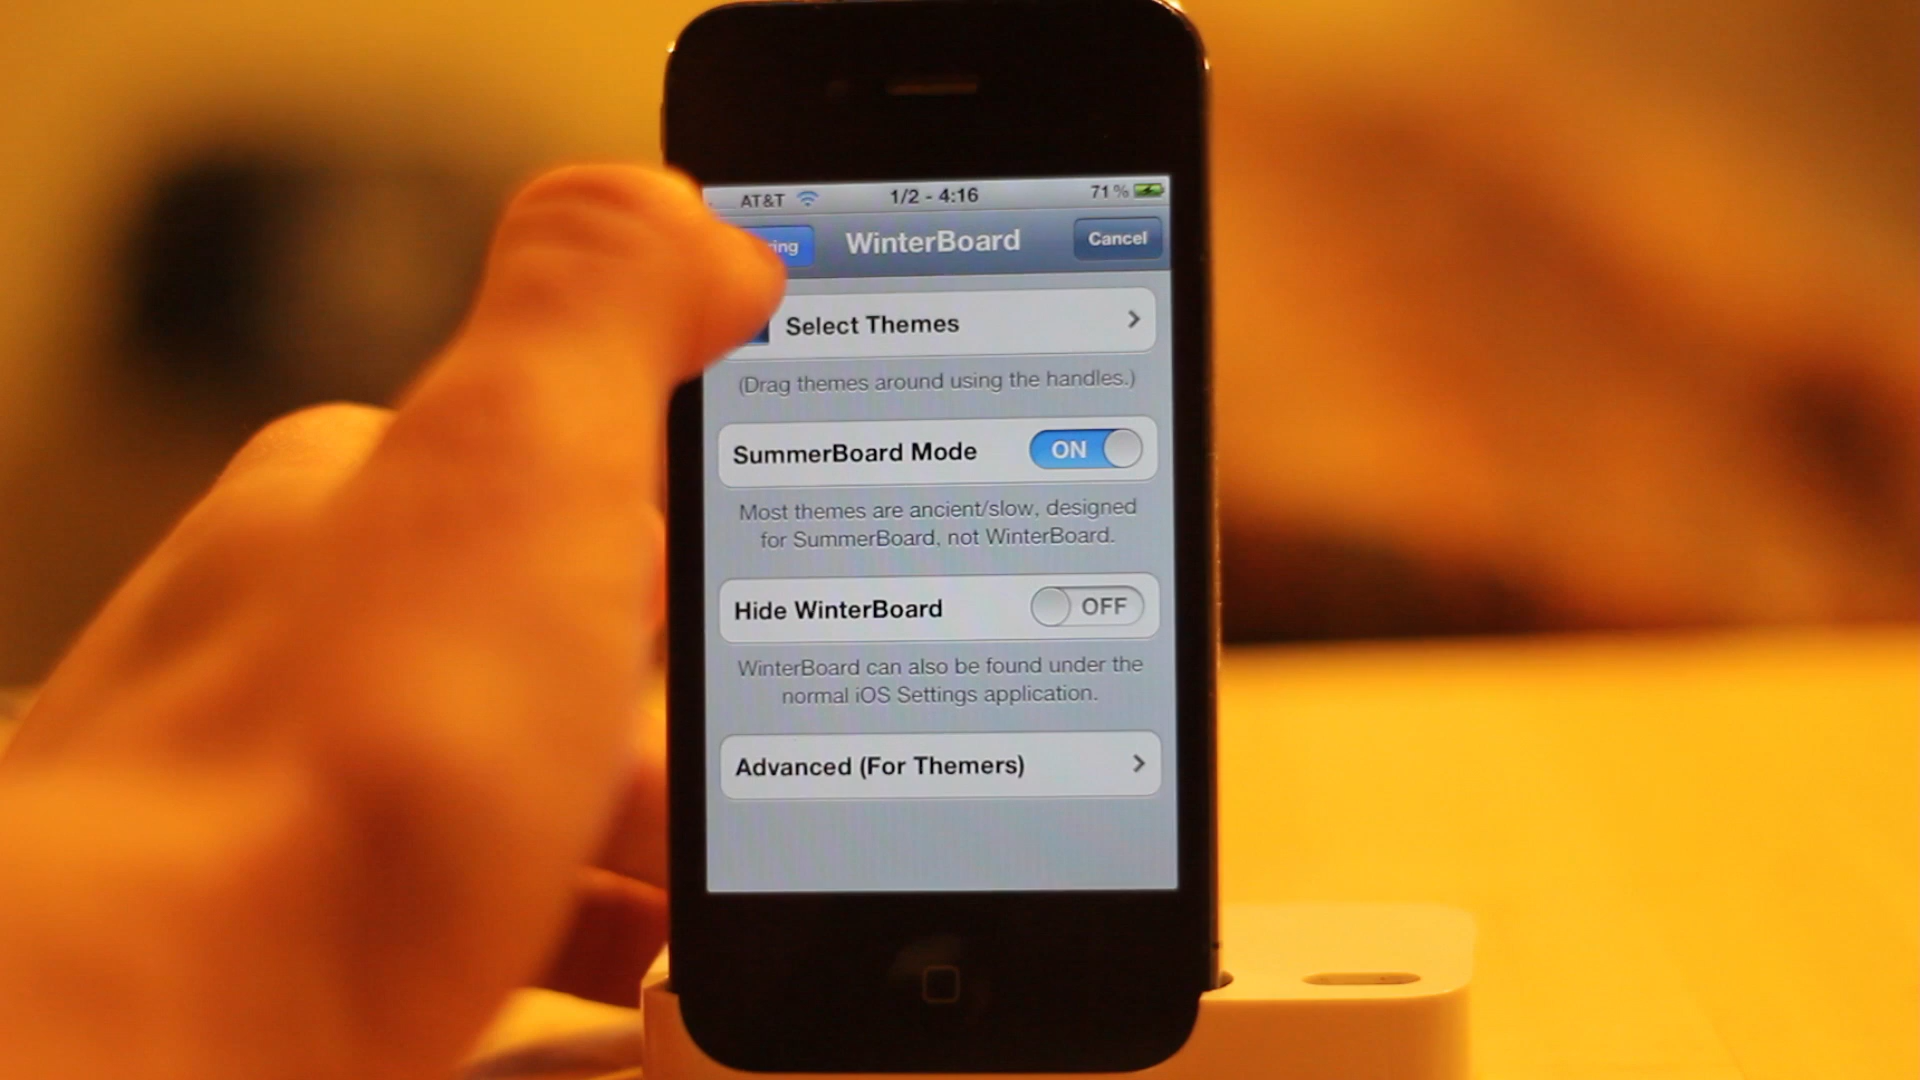 AT&T 1/2 - 4:16 71%
WinterBoard Cancel
Select Themes
(Drag themes around using the handles.)
SummerBoard Mode ON
Most themes are ancient/slow, designed
for SummerBoard, not WinterBoard.
Hide WinterBoard OFF
WinterBoard can also be found under the
normal iOS Settings application.
Advanced (For Themers)